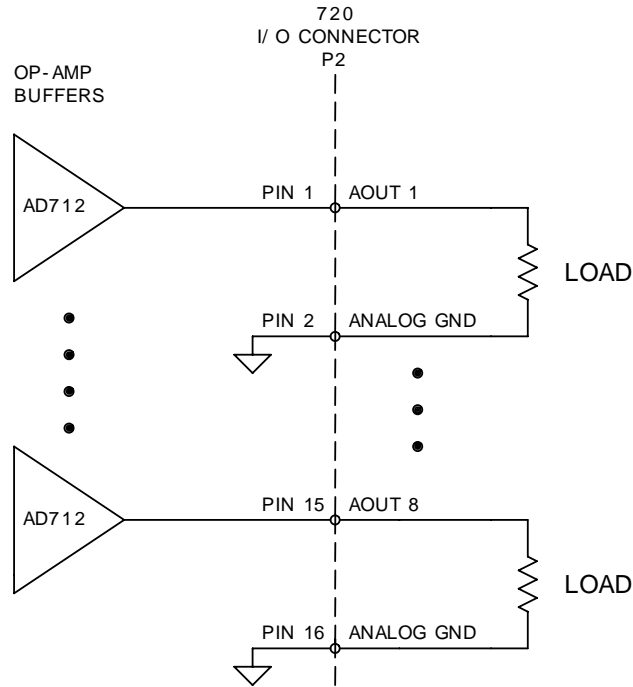 720
I/ O CONNECTOR
P2
OP-AMP
BUFFERS
AD712
PIN 1
AOUT 1
LOAD
PIN 2
ANALOG GND
AD712
PIN 15
AOUT 8
LOAD
PIN 16
ANALOG GND